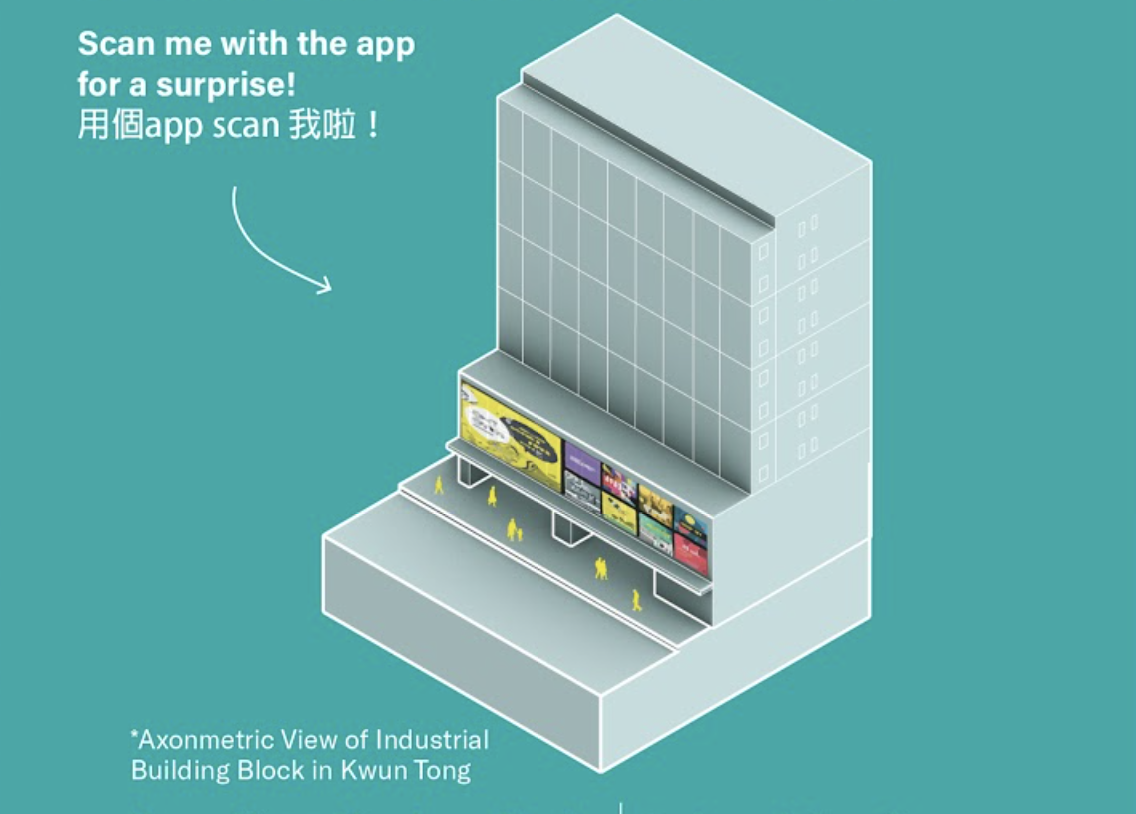 Scan me with the app
for a surprise!
用個app scan 我啦！
*Axonmetric View of Industrial
Building Block in Kwun Tong